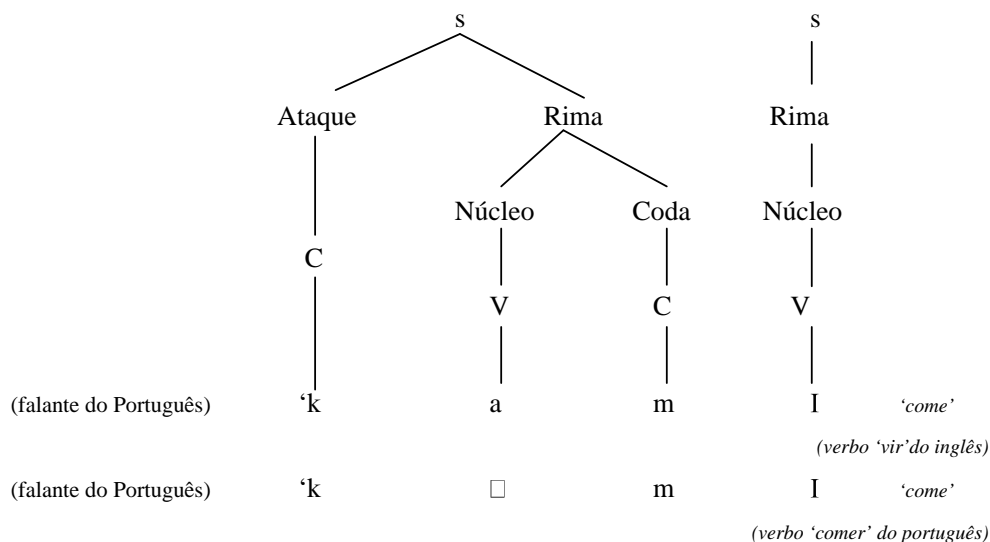 s s
Ataque Rima Rima
Núcleo Coda Núcleo
C
V C V
(falante do Português) ‘k a m I ‘come’
(verbo ‘vir’do inglês)
(falante do Português) ‘k □ m I ‘come’
(verbo ‘comer’ do português)